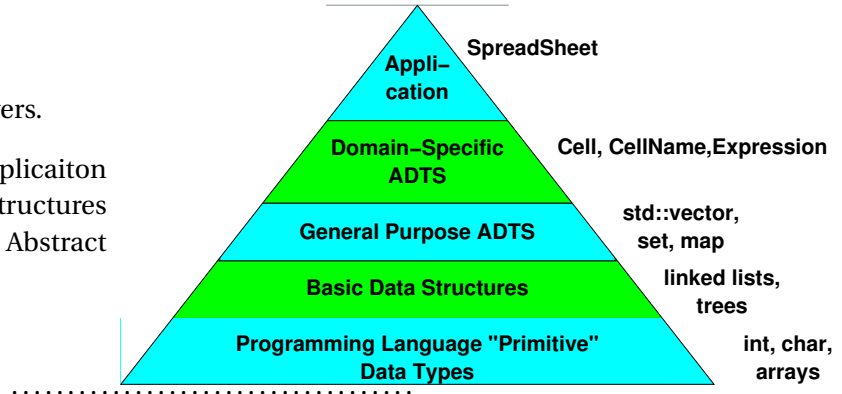 vers.
plicaiton
tructures
Abstract
Appli–
cation
SpreadSheet
Domain–Specific
ADTS
Cell, CellName,Expression
General Purpose ADTS
std::vector,
set, map
Basic Data Structures
linked lists,
trees
Programming Language "Primitive"
Data Types
int, char,
arrays